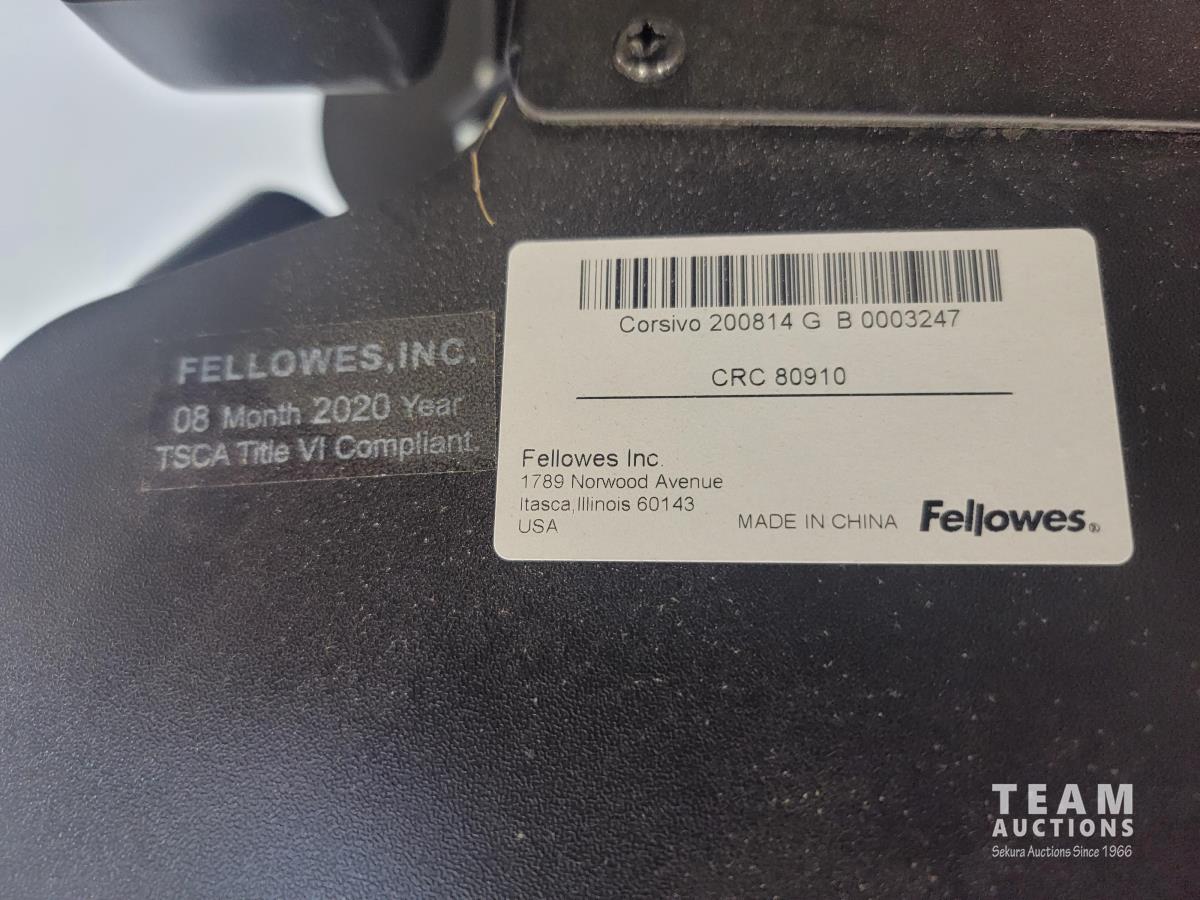 FELLOWES,INC.
08 Month 2020 Year
TSCA Title VI Compliant
Corsivo 200814 G B 0003247
CRC 80910
Fellowes Inc.
1789 Norwood Avenue
Itasca,Illinois 60143
USA
MADE IN CHINA
Fellowes®
TEAM
AUCTIONS
Sekura Auctions Since 1966